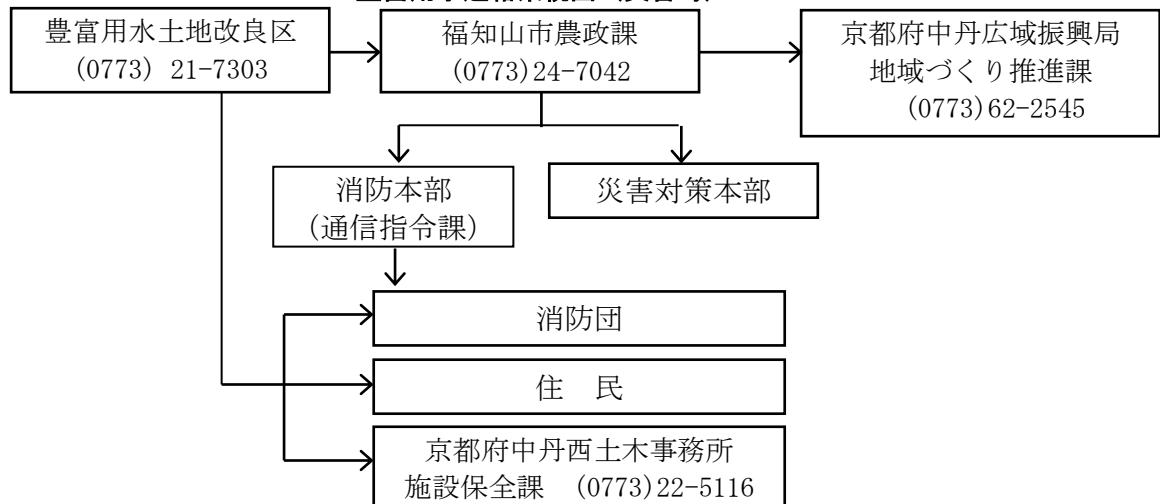 豊富用水土地改良区
(0773) 21-7303
福知山市農政課
(0773)24-7042
京都府中丹広域振興局
地域づくり推進課
(0773)62-2545
消防本部
(通信指令課)
災害対策本部
消防団
住　民
京都府中丹西土木事務所
施設保全課　(0773)22-5116